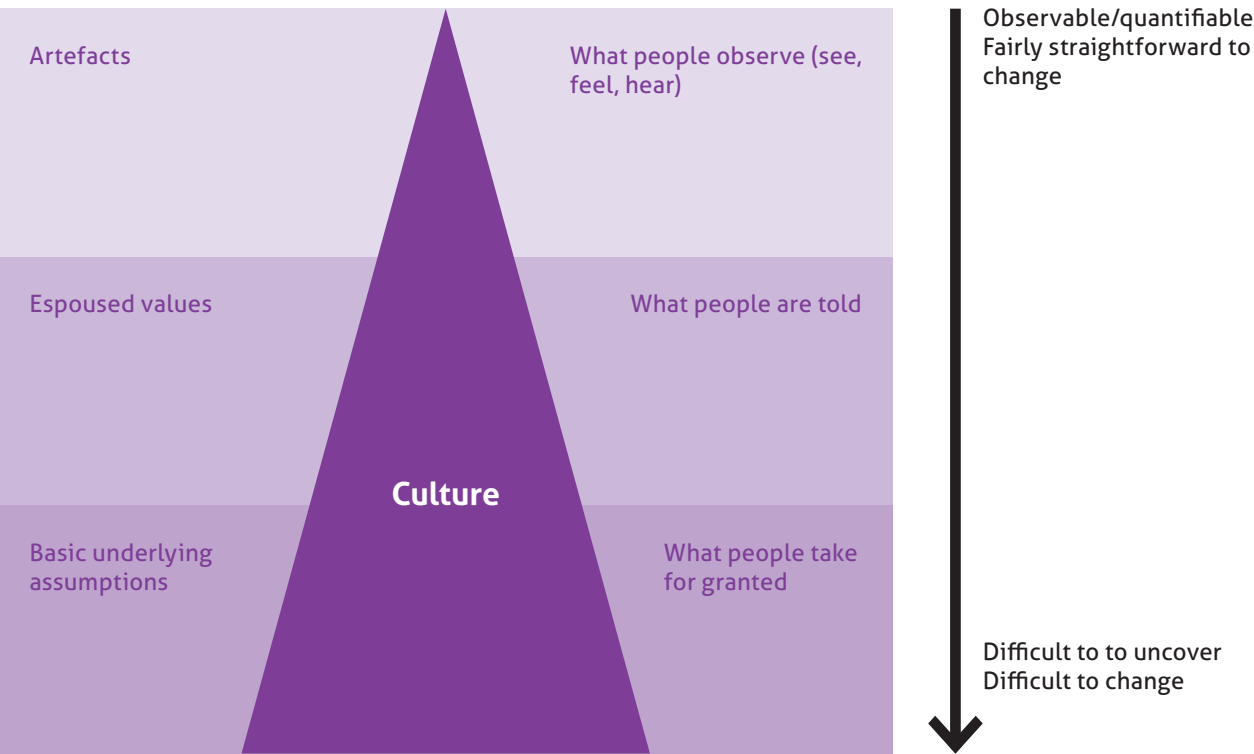 Artefacts
What people observe (see,
feel, hear)
Observable/quantifiable
Fairly straightforward to
change
Espoused values
What people are told
Culture
Basic underlying
assumptions
What people take
for granted
Difficult to to uncover
Difficult to change